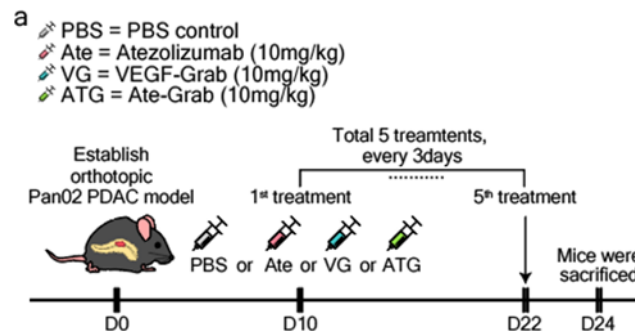 a
PBS = PBS control
Ate = Atezolizumab (10mg/kg)
VG = VEGF-Grab (10mg/kg)
ATG = Ate-Grab (10mg/kg)
Total 5 treamtents,
every 3days
Establish
orthotopic
Pan02 PDAC model
1st treatment
5th treatment
PBS or Ate or VG or ATG
Mice were
sacrificed
D0 D10 D22 D24